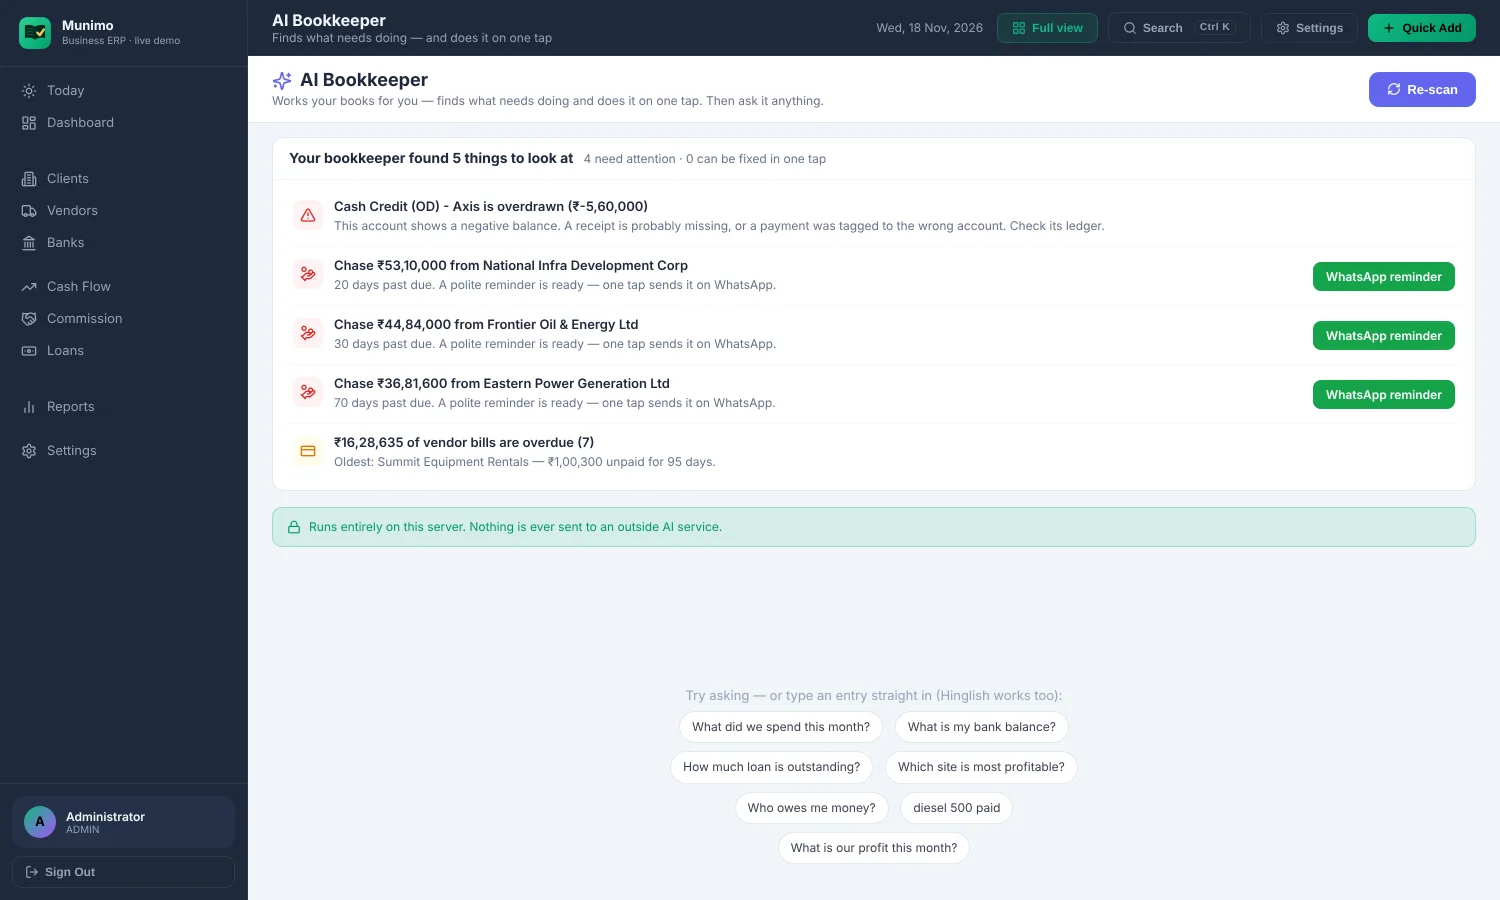 Munimo
Business ERP · live demo
Today
Dashboard
Clients
Vendors
Banks
Cash Flow
Commission
Loans
Reports
Settings
Administrator
A
ADMIN
Sign Out
AI Bookkeeper
Finds what needs doing — and does it on one tap
Wed, 18 Nov, 2026
Full view
Search
Ctrl K
Settings
Quick Add
AI Bookkeeper
Works your books for you — finds what needs doing and does it on one tap. Then ask it anything.
Re-scan
Your bookkeeper found 5 things to look at
4 need attention · 0 can be fixed in one tap
Cash Credit (OD) - Axis is overdrawn (₹-5,60,000)
This account shows a negative balance. A receipt is probably missing, or a payment was tagged to the wrong account. Check its ledger.
Chase ₹53,10,000 from National Infra Development Corp
20 days past due. A polite reminder is ready — one tap sends it on WhatsApp.
WhatsApp reminder
Chase ₹44,84,000 from Frontier Oil & Energy Ltd
30 days past due. A polite reminder is ready — one tap sends it on WhatsApp.
WhatsApp reminder
Chase ₹36,81,600 from Eastern Power Generation Ltd
70 days past due. A polite reminder is ready — one tap sends it on WhatsApp.
WhatsApp reminder
₹16,28,635 of vendor bills are overdue (7)
Oldest: Summit Equipment Rentals — ₹1,00,300 unpaid for 95 days.
Runs entirely on this server. Nothing is ever sent to an outside AI service.
Try asking — or type an entry straight in (Hinglish works too):
What did we spend this month?
What is my bank balance?
How much loan is outstanding?
Which site is most profitable?
Who owes me money?
diesel 500 paid
What is our profit this month?